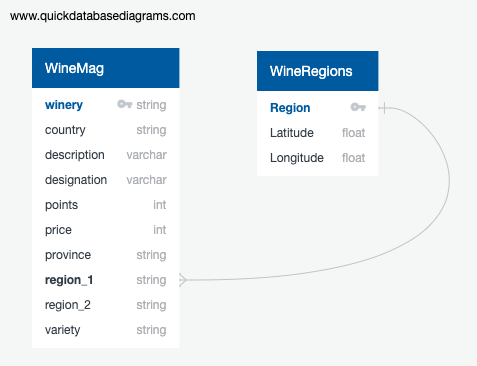 www.quickdatabasediagrams.com
WineMag
winery string
country string
description varchar
designation varchar
points int
price int
province string
region_1 string
region_2 string
variety string
WineRegions
Region
Latitude float
Longitude float